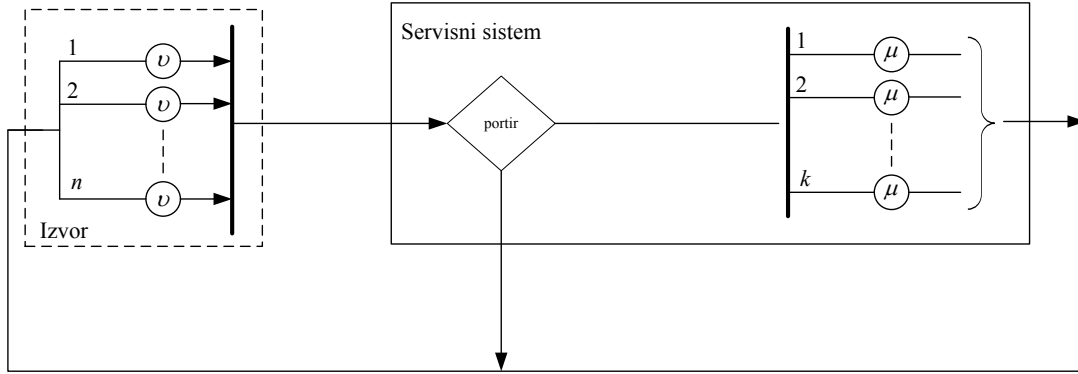 Servisni sistem
1 υ
2 υ
n υ
Izvor
portir
1 μ
2 μ
k μ